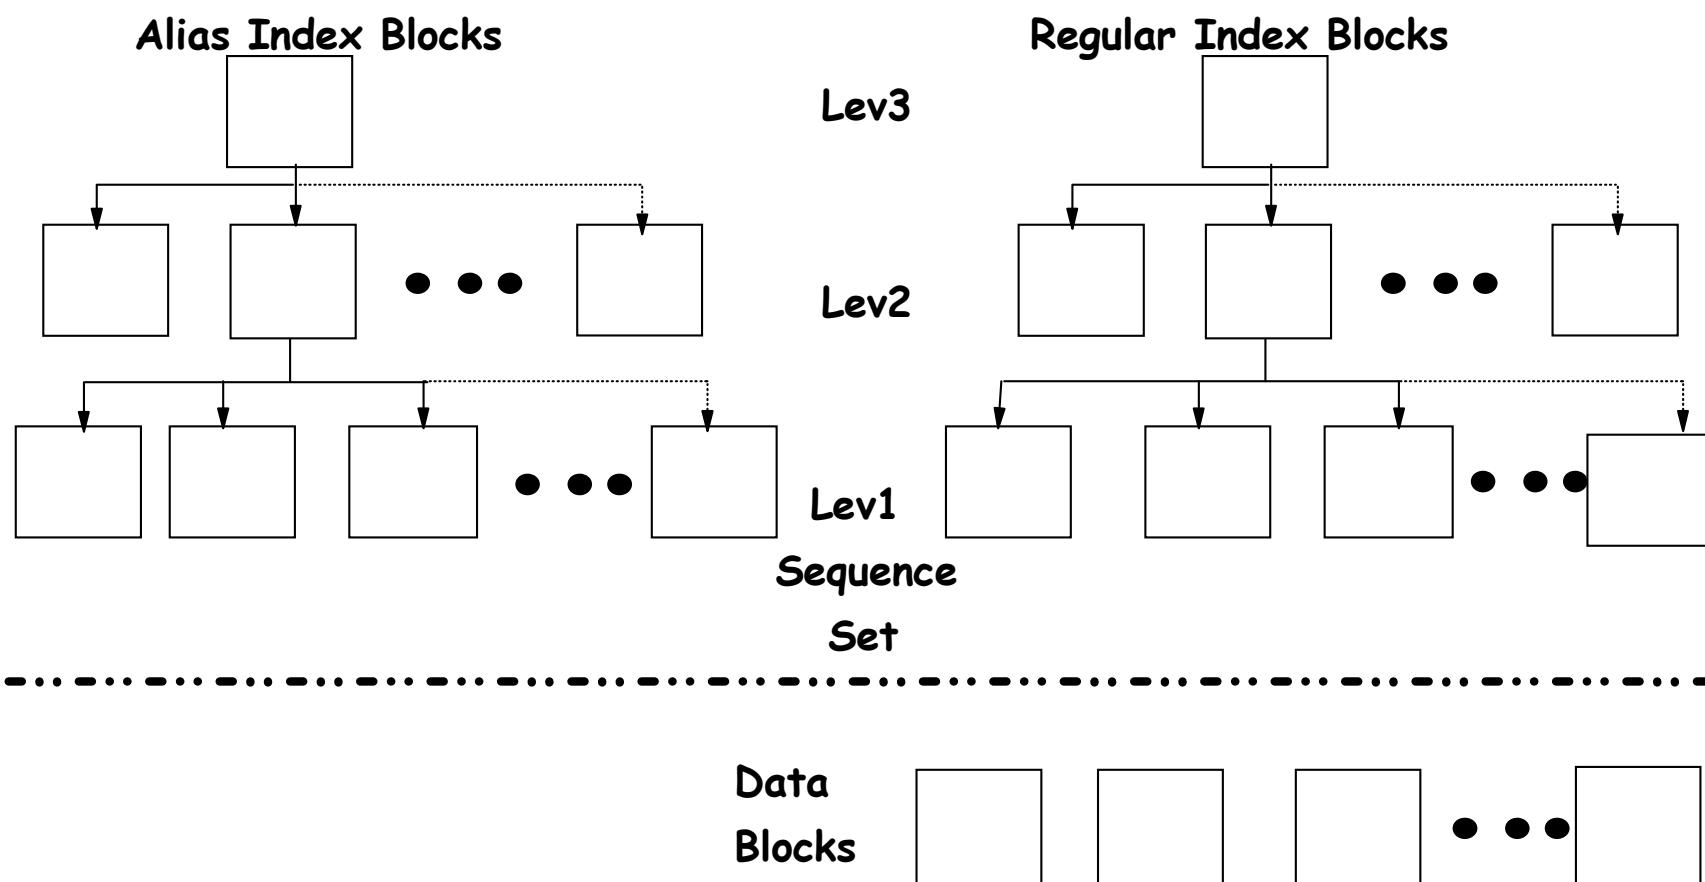 Alias Index Blocks
Regular Index Blocks
Lev3
Lev2
Lev1
Sequence
Set
Data
Blocks